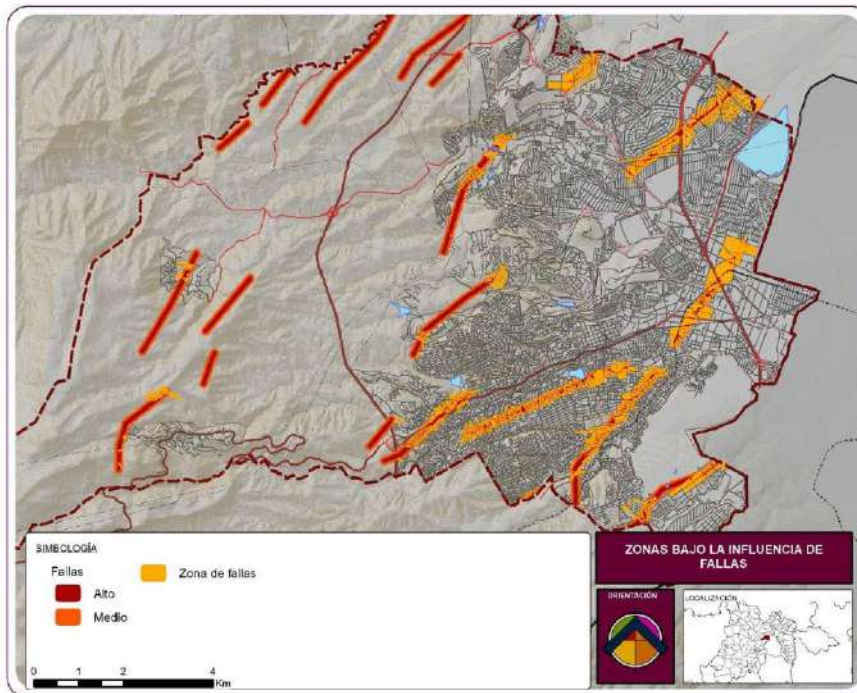 SIMBOLOGÍA
Fallas
Alto
Medio
Zona de fallas
0 1 2 4
Km
ZONAS BAJO LA INFLUENCIA DE
FALLAS
ORIENTACIÓN
LOCALIZACIÓN